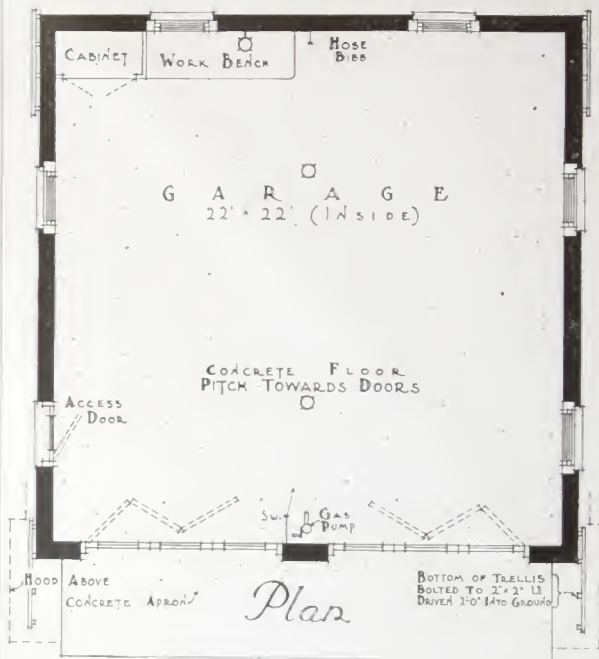 CABINET
WORK BENCH
HOSE
BIBB
GARAGE
22' × 22' (INSIDE)
CONCRETE FLOOR
PITCH TOWARDS DOORS
ACCESS
DOOR
SW.
GAS
PUMP
HOOD ABOVE
CONCRETE APRON
Plan
BOTTOM OF TRELLIS
BOLTED TO 2"x 2" Ls
DRIVEN 2'-0" INTO GROUND